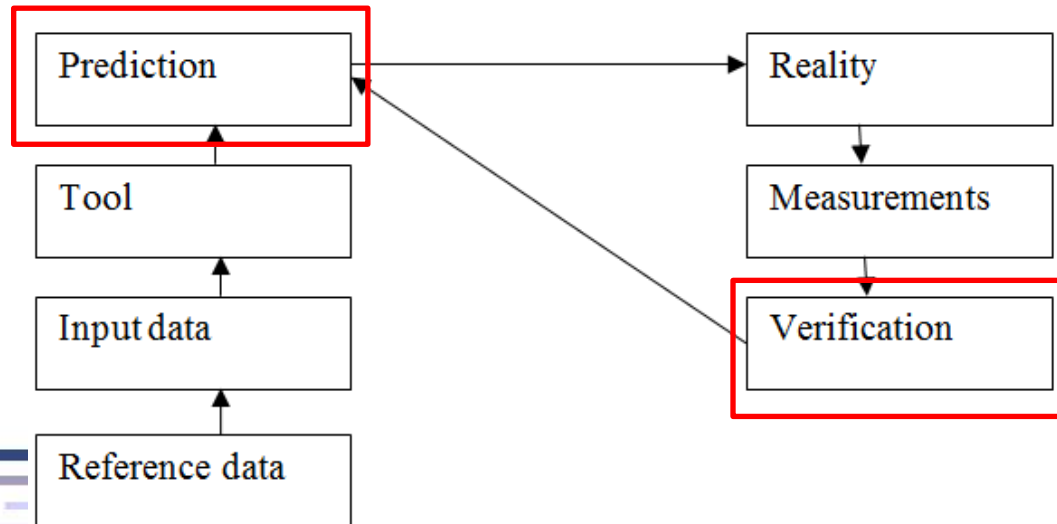 Prediction
Reality
Tool
Measurements
Input data
Verification
Reference data